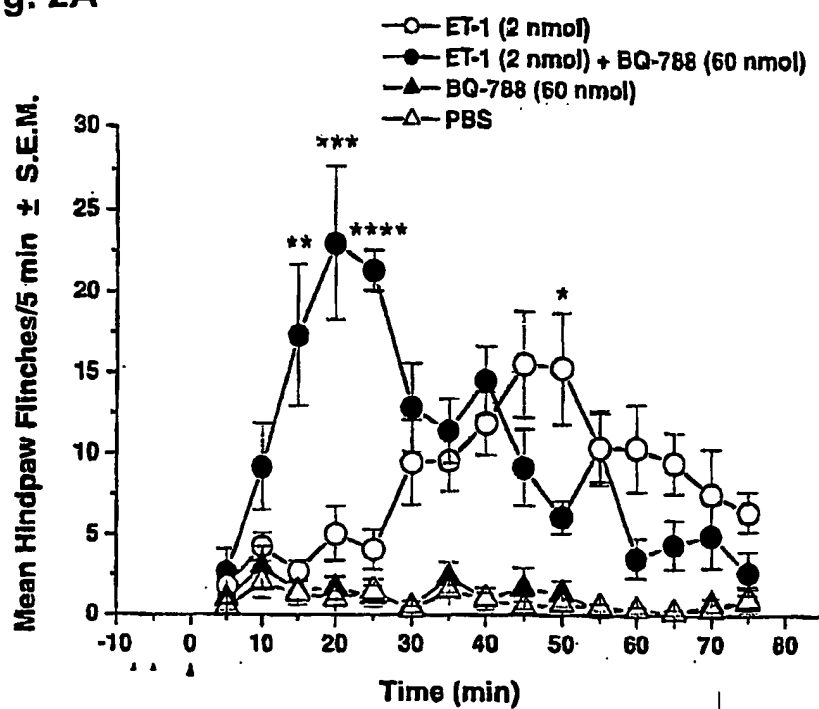 g. 2A
ET-1 (2 nmol)
ET-1 (2 nmol) + BQ-788 (60 nmol)
BQ-788 (60 nmol)
PBS
Mean Hindpaw Flinches/5 min ± S.E.M.
30
25
20
15
10
5
0
***
**
****
*
-10 0 10 20 30 40 50 60 70 80
Time (min)